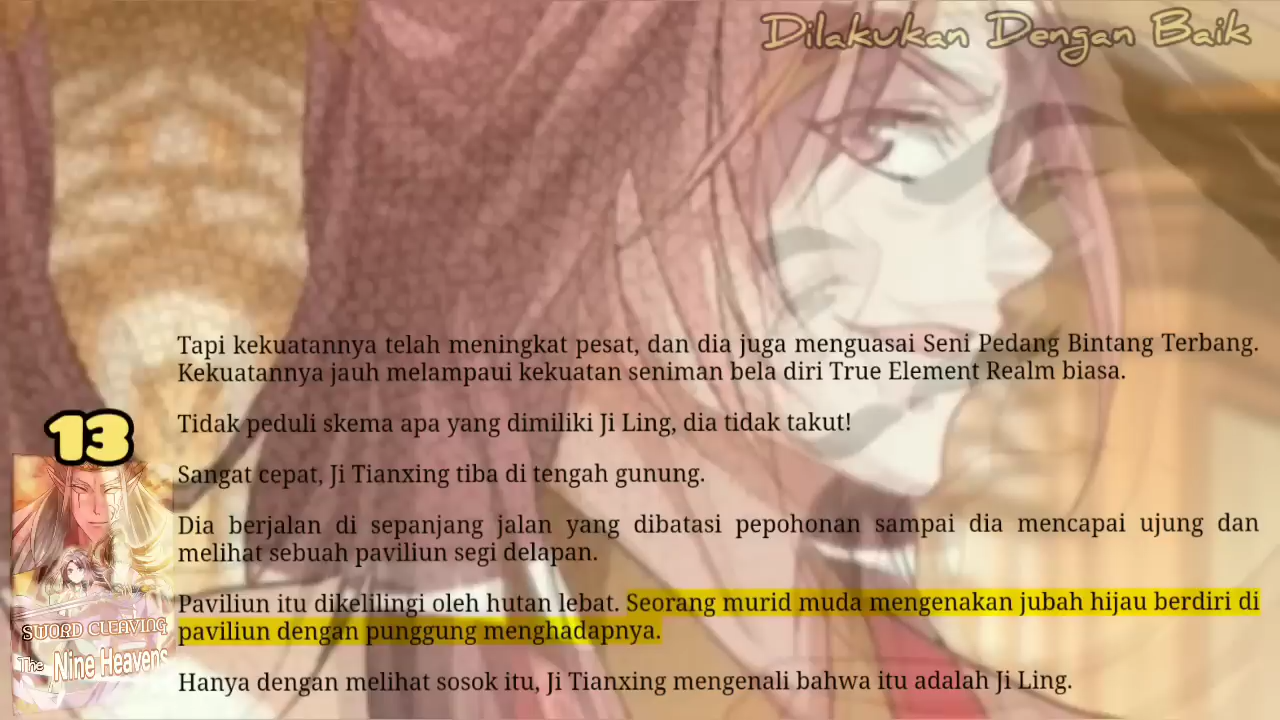 Dilakukan Dengan Baik
Tapi kekuatannya telah meningkat pesat, dan dia juga menguasai Seni Pedang Bintang Terbang.
Kekuatannya jauh melampaui kekuatan seniman bela diri True Element Realm biasa.
Tidak peduli skema apa yang dimiliki Ji Ling, dia tidak takut!
Sangat cepat, Ji Tianxing tiba di tengah gunung.
Dia berjalan di sepanjang jalan yang dibatasi pepohonan sampai dia mencapai ujung dan
melihat sebuah paviliun segi delapan.
Paviliun itu dikelilingi oleh hutan lebat. Seorang murid muda mengenakan jubah hijau berdiri di
paviliun dengan punggung menghadapnya.
Hanya dengan melihat sosok itu, Ji Tianxing mengenali bahwa itu adalah Ji Ling.
13
SWORD CLEAVING
The Nine Heavens